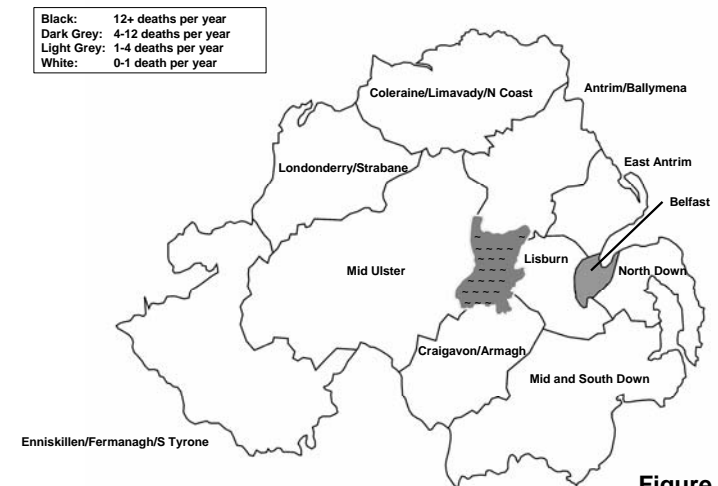 Black: 12+ deaths per year
Dark Grey: 4-12 deaths per year
Light Grey: 1-4 deaths per year
White: 0-1 death per year
Coleraine/Limavady/N Coast
Antrim/Ballymena
Londonderry/Strabane
East Antrim
Belfast
Lisburn
Mid Ulster
North Down
Craigavon/Armagh
Mid and South Down
Enniskillen/Fermanagh/S Tyrone
Figure